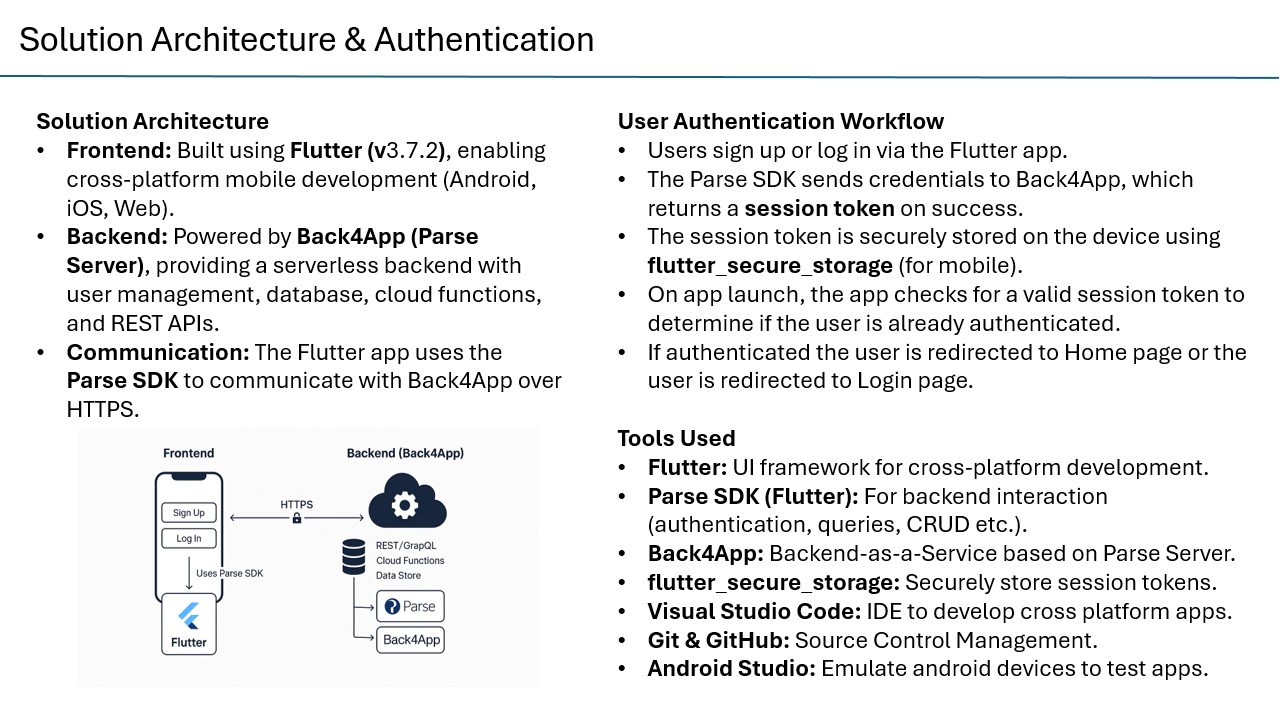 Solution Architecture & Authentication
Solution Architecture
• Frontend: Built using Flutter (v3.7.2), enabling
cross-platform mobile development (Android,
iOS, Web).
• Backend: Powered by Back4App (Parse
Server), providing a serverless backend with
user management, database, cloud functions,
and REST APIs.
• Communication: The Flutter app uses the
Parse SDK to communicate with Back4App over
HTTPS.
Frontend
Backend (Back4App)
Sign Up
Log In
HTTPS
Uses Parse SDK
Flutter
REST/GrapQL
Cloud Functions
Data Store
Parse
Back4App
User Authentication Workflow
• Users sign up or log in via the Flutter app.
• The Parse SDK sends credentials to Back4App, which
returns a session token on success.
• The session token is securely stored on the device using
flutter_secure_storage (for mobile).
• On app launch, the app checks for a valid session token to
determine if the user is already authenticated.
• If authenticated the user is redirected to Home page or the
user is redirected to Login page.
Tools Used
• Flutter: UI framework for cross-platform development.
• Parse SDK (Flutter): For backend interaction
(authentication, queries, CRUD etc.).
• Back4App: Backend-as-a-Service based on Parse Server.
• flutter_secure_storage: Securely store session tokens.
• Visual Studio Code: IDE to develop cross platform apps.
• Git & GitHub: Source Control Management.
• Android Studio: Emulate android devices to test apps.